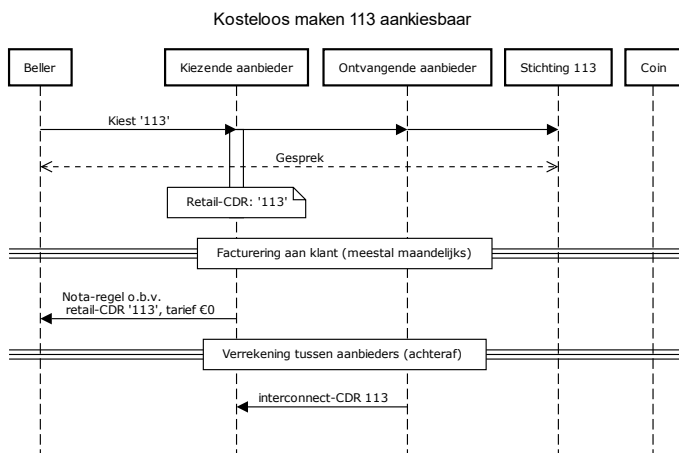 Kosteloos maken 113 aankiesbaar
Beller
Kiezende aanbieder
Ontvangende aanbieder
Stichting 113
Coin
Kiest '113'
Gesprek
Retail-CDR: '113'
Facturering aan klant (meestal maandelijks)
Nota-regel o.b.v.
retail-CDR '113', tarief €0
Verrekening tussen aanbieders (achteraf)
interconnect-CDR 113